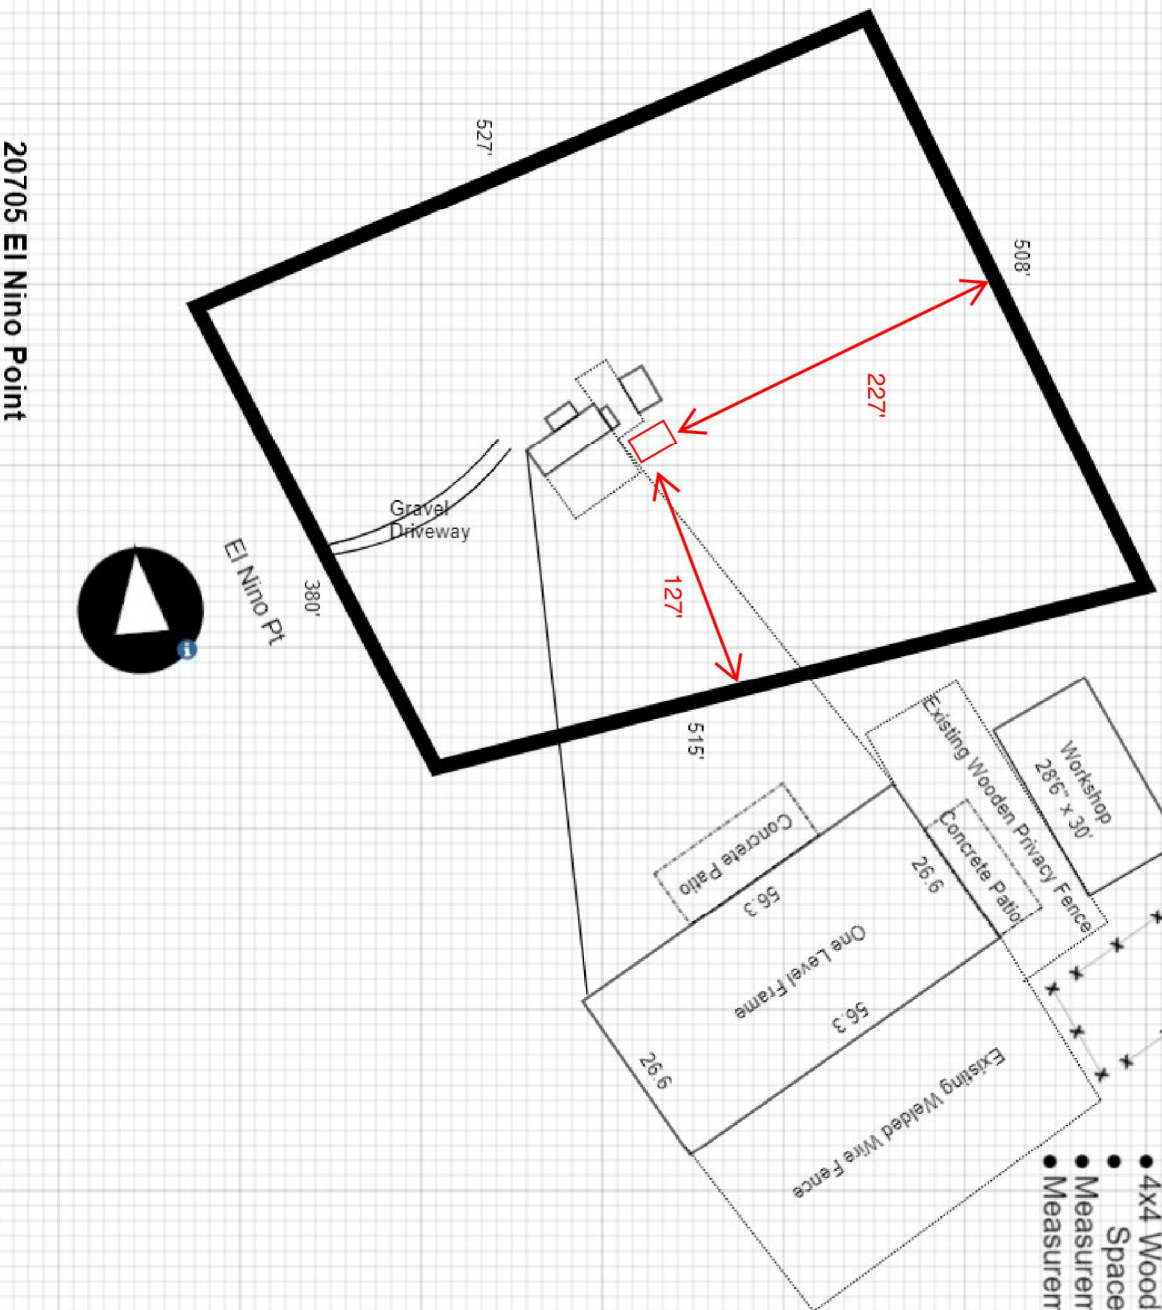 20705 El Nino Point
527'
508'
227'
Gravel
Driveway
El Nino Pt
380'
127'
515'
Workshop
28'6" x 30'
Existing Wooden Privacy Fence
Concrete Patio
Concrete Patio
26.6
56.3
One Level Frame
56.3
26.6
Existing Welded Wire Fence
4x4 Wood
Space